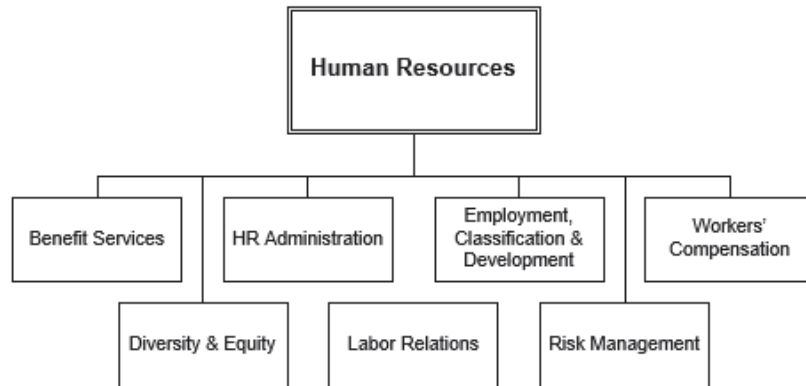 Human Resources
Benefit Services
HR Administration
Employment,
Classification &
Development
Workers'
Compensation
Diversity & Equity
Labor Relations
Risk Management